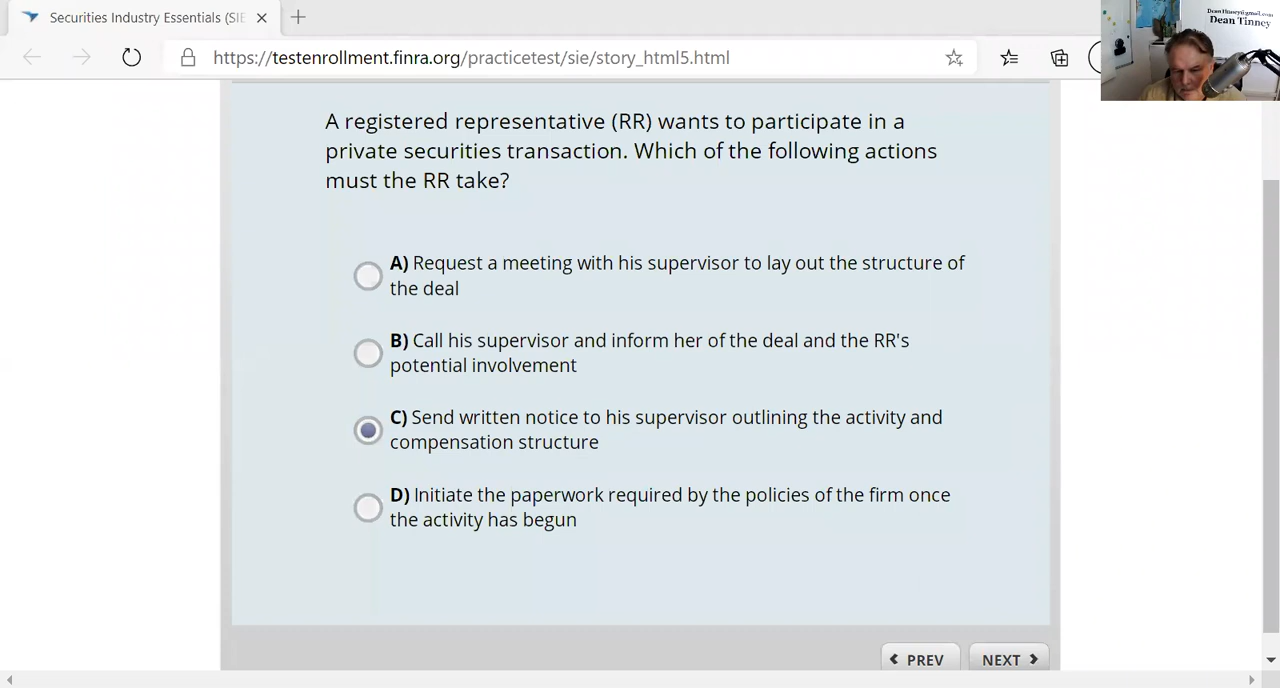 Securities Industry Essentials (SIE
https://testenrollment.finra.org/practicetest/sie/story_html5.html
Dean Tinney
A registered representative (RR) wants to participate in a
private securities transaction. Which of the following actions
must the RR take?
A) Request a meeting with his supervisor to lay out the structure of
the deal
B) Call his supervisor and inform her of the deal and the RR's
potential involvement
C) Send written notice to his supervisor outlining the activity and
compensation structure
D) Initiate the paperwork required by the policies of the firm once
the activity has begun
PREV
NEXT